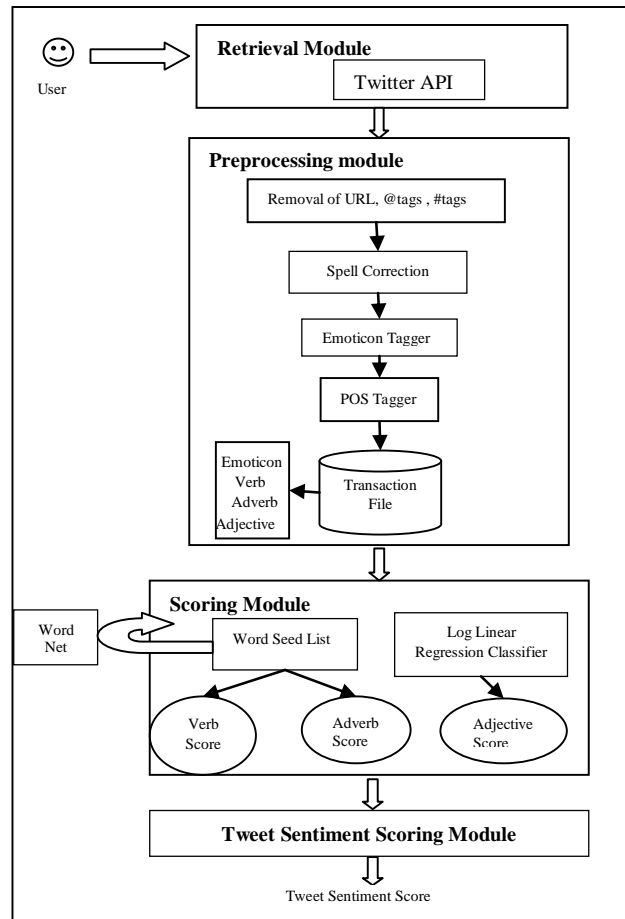 Retrieval Module
User
Twitter API
Preprocessing module
Removal of URL, @tags , #tags
Spell Correction
Emoticon Tagger
POS Tagger
Emoticon
Verb
Adverb
Adjective
Transaction
File
Scoring Module
Word
Net
Word Seed List
Log Linear
Regression Classifier
Verb
Score
Adverb
Score
Adjective
Score
Tweet Sentiment Scoring Module
Tweet Sentiment Score